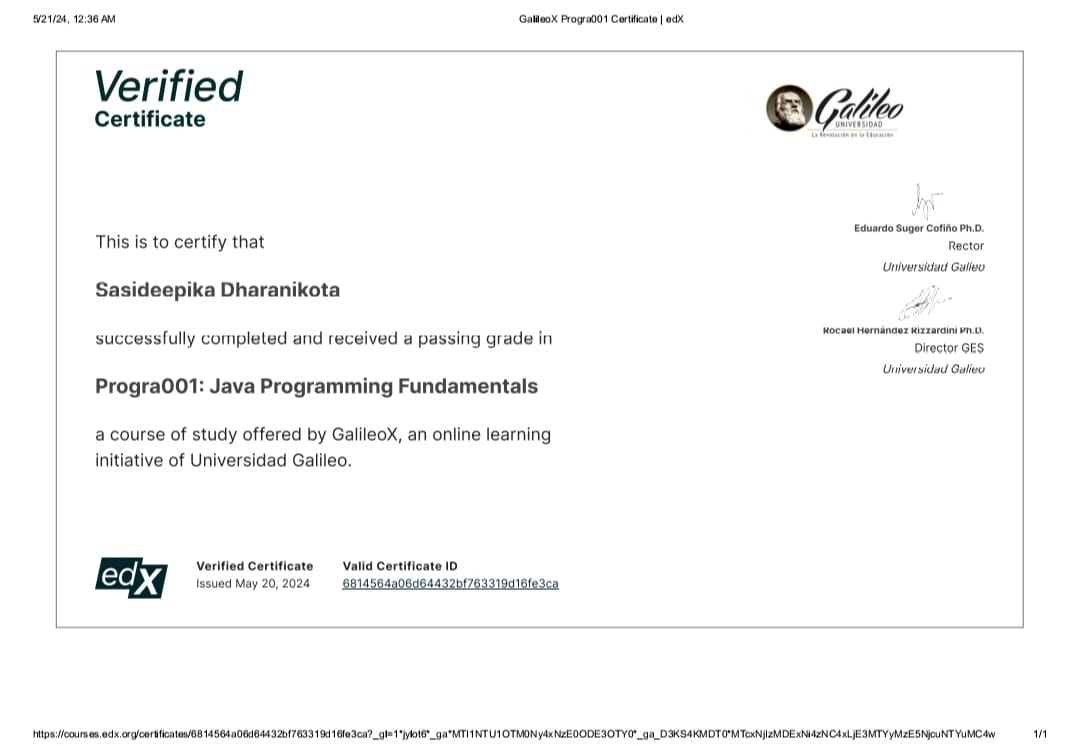 5/21/24, 12:36 AM
GalileoX Progra001 Certificate | edX
Verified
Certificate
Galileo
UNIVERSIDAD
La Revolución en la Educación
Eduardo Suger Cofiño Ph.D.
Rector
Universidad Galileo
Rocael Hernández Rizzardini Ph.D.
Director GES
Universidad Galileo
This is to certify that
Sasideepika Dharanikota
successfully completed and received a passing grade in
Progra001: Java Programming Fundamentals
a course of study offered by GalileoX, an online learning
initiative of Universidad Galileo.
edX
Verified Certificate
Issued May 20, 2024
Valid Certificate ID
6814564a06d64432bf763319d16fe3ca
https://courses.edx.org/certificates/6814564a06d64432bf763319d16fe3ca?_gl=1*jylot6*_ga*MTI1NTU1OTM0Ny4xNzE0ODE3OTY0*_ga_D3KS4KMDT0*MTcxNjIzMDExNi4zNC4xLjE3MTYyMzE5NjcuNTYuMC4w
1/1